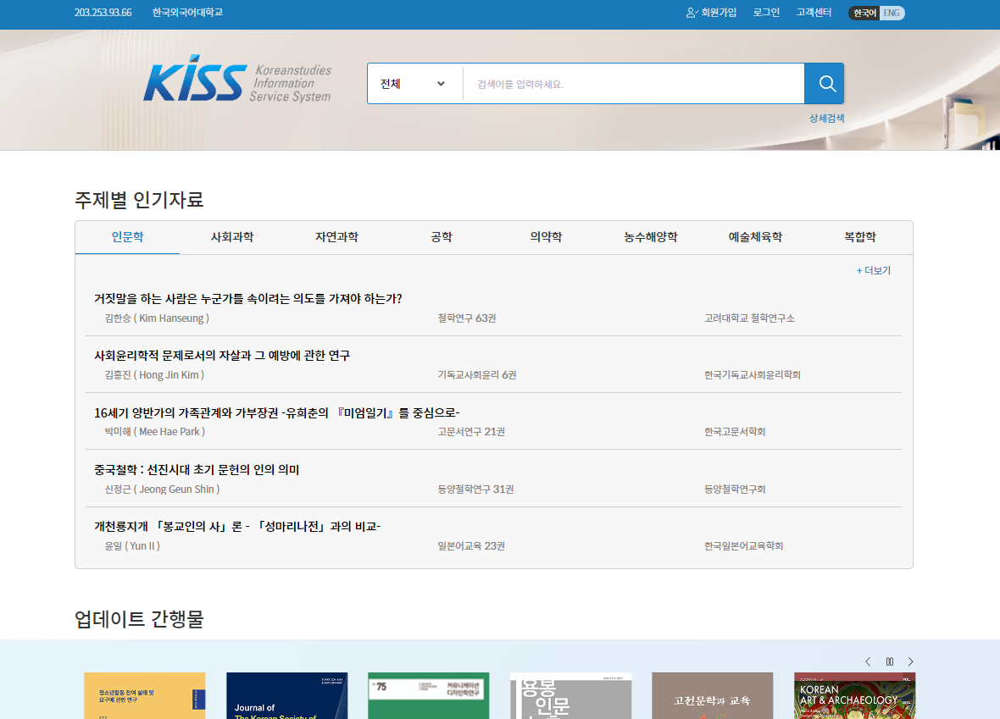 203.253.93.66 한국외국어대학교 회원가입 로그인 고객센터 한국어 ENG
KISS Koreanstudies
Information
Service System
전체 검색어를 입력하세요.
상세검색
주제별 인기자료
인문학 사회과학 자연과학 공학 의약학 농수해양학 예술체육학 복합학
+ 더보기
거짓말을 하는 사람은 누군가를 속이려는 의도를 가져야 하는가?
김한승 ( Kim Hanseung ) 철학연구 63권 고려대학교 철학연구소
사회윤리학적 문제로서의 자살과 그 예방에 관한 연구
김홍진 ( Hong Jin Kim ) 기독교사회윤리 6권 한국기독교사회윤리학회
16세기 양반가의 가족관계와 가부장권 -유희춘의 『미암일기』를 중심으로-
박미해 ( Mee Hae Park ) 고문서연구 21권 한국고문서학회
중국철학 : 선진시대 초기 문헌의 인의 의미
신정근 ( Jeong Geun Shin ) 동양철학연구 31권 동양철학연구회
개천룡지개 「봉교인의 사」론 - 「성마리나전」과의 비교-
윤일 ( Yun Il ) 일본어교육 23권 한국일본어교육학회
업데이트 간행물
청소년활동 참여 실태 및
요구에 관한 연구
Journal of
The Korean Society of
75 커뮤니케이션
디자인학연구
용봉
인문
고전문학과 교육
JOURNAL of VOL.
KOREAN
ART & ARCHAEOLOGY